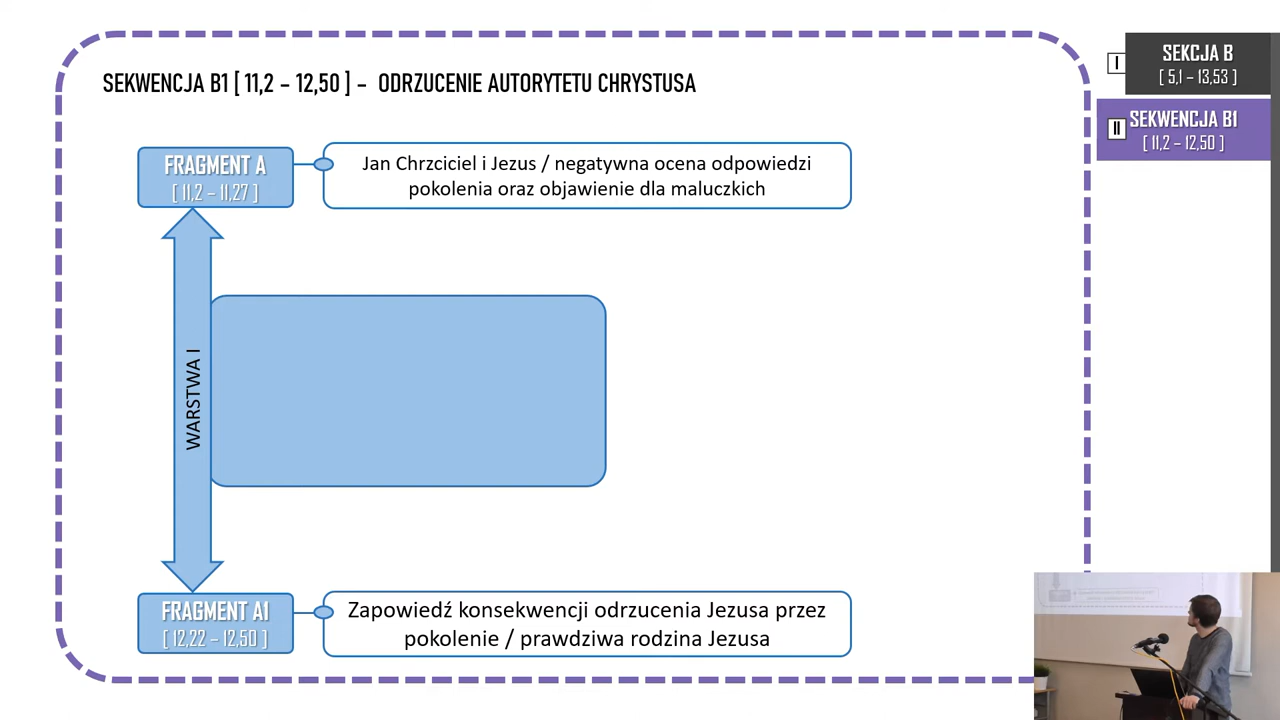 SEKWENCJA B1 [ 11,2 – 12,50 ] – ODRZUCENIE AUTORYTETU CHRYSTUSA
I
SEKCJA B
[ 5,1 – 13,53 ]
II
SEKWENCJA B1
[ 11,2 – 12,50 ]
FRAGMENT A
[ 11,2 – 11,27 ]
Jan Chrzciciel i Jezus / negatywna ocena odpowiedzi
pokolenia oraz objawienie dla maluczkich
WARSTWA I
FRAGMENT A1
[ 12,22 – 12,50 ]
Zapowiedź konsekwencji odrzucenia Jezusa przez
pokolenie / prawdziwa rodzina Jezusa